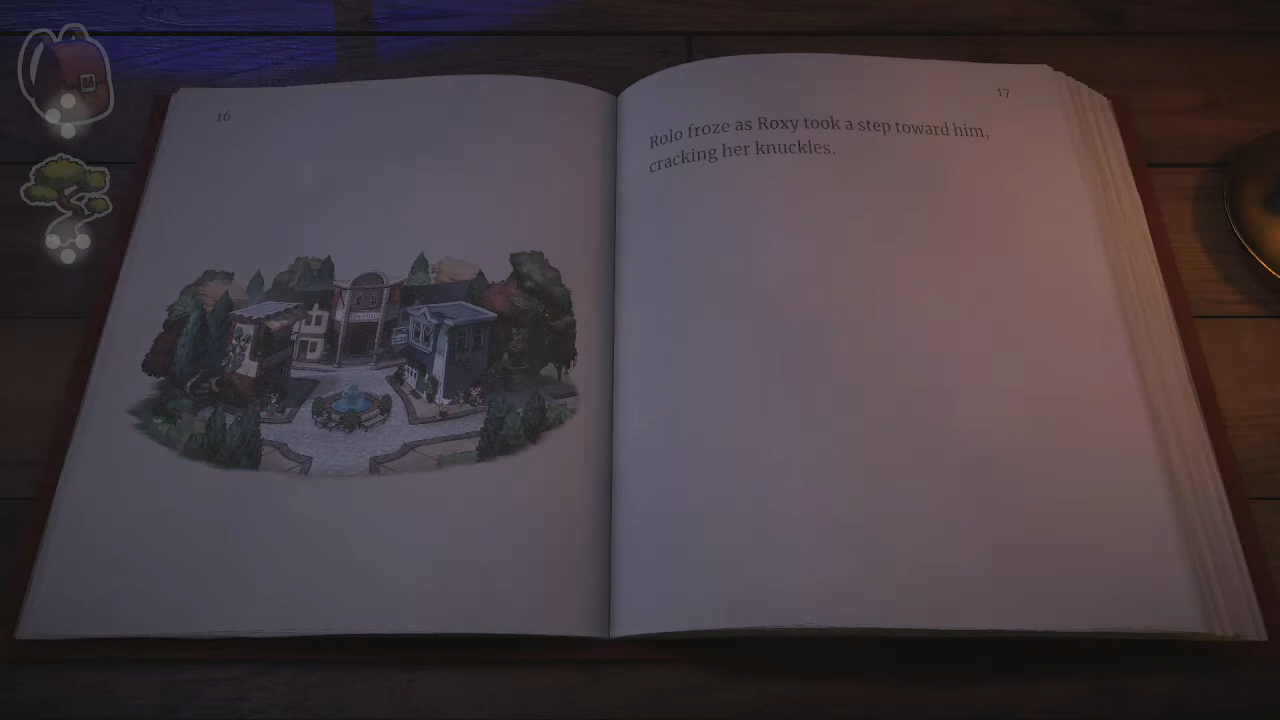 16
17
Rolo froze as Roxy took a step toward him,
cracking her knuckles.